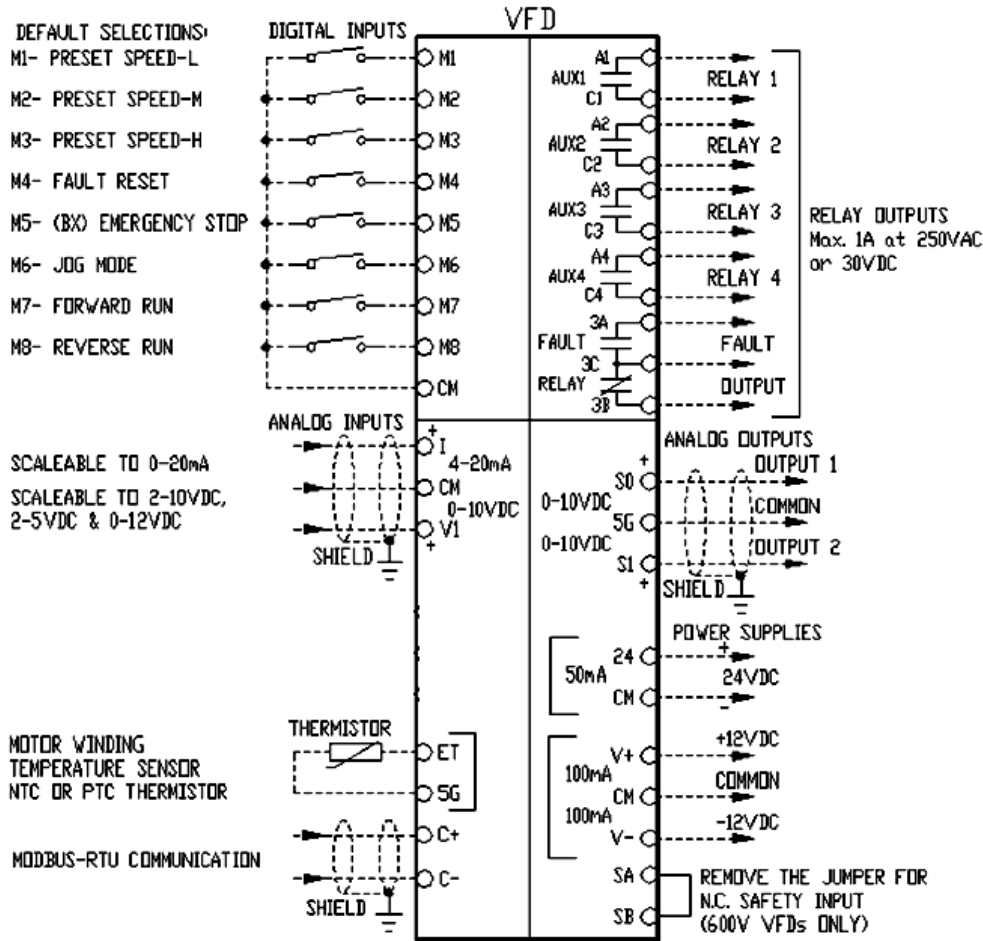 VFD
DEFAULT SELECTIONS:
DIGITAL INPUTS
M1- PRESET SPEED-L
M2- PRESET SPEED-M
M3- PRESET SPEED-H
M4- FAULT RESET
M5- (BX) EMERGENCY STOP
M6- JOG MODE
M7- FORWARD RUN
M8- REVERSE RUN
M1
M2
M3
M4
M5
M6
M7
M8
CM
A1
AUX1
C1
RELAY 1
A2
AUX2
C2
RELAY 2
A3
AUX3
C3
RELAY 3
A4
AUX4
C4
RELAY 4
3A
FAULT
3C
RELAY
3B
FAULT
OUTPUT
RELAY OUTPUTS
Max. 1A at 250VAC
or 30VDC
ANALOG INPUTS
SCALEABLE TO 0-20mA
SCALEABLE TO 2-10VDC,
2-5VDC & 0-12VDC
+
I
4-20mA
CM
0-10VDC
V1
+
SHIELD
ANALOG OUTPUTS
+
S0
OUTPUT 1
0-10VDC
5G
COMMON
0-10VDC
S1
OUTPUT 2
+
SHIELD
POWER SUPPLIES
50mA
24
+
24VDC
CM
-
THERMISTOR
MOTOR WINDING
TEMPERATURE SENSOR
NTC OR PTC THERMISTOR
ET
5G
V+
+12VDC
100mA
CM
COMMON
100mA
V-
-12VDC
MODBUS-RTU COMMUNICATION
C+
C-
SHIELD
SA
SB
REMOVE THE JUMPER FOR
N.C. SAFETY INPUT
(600V VFDs ONLY)